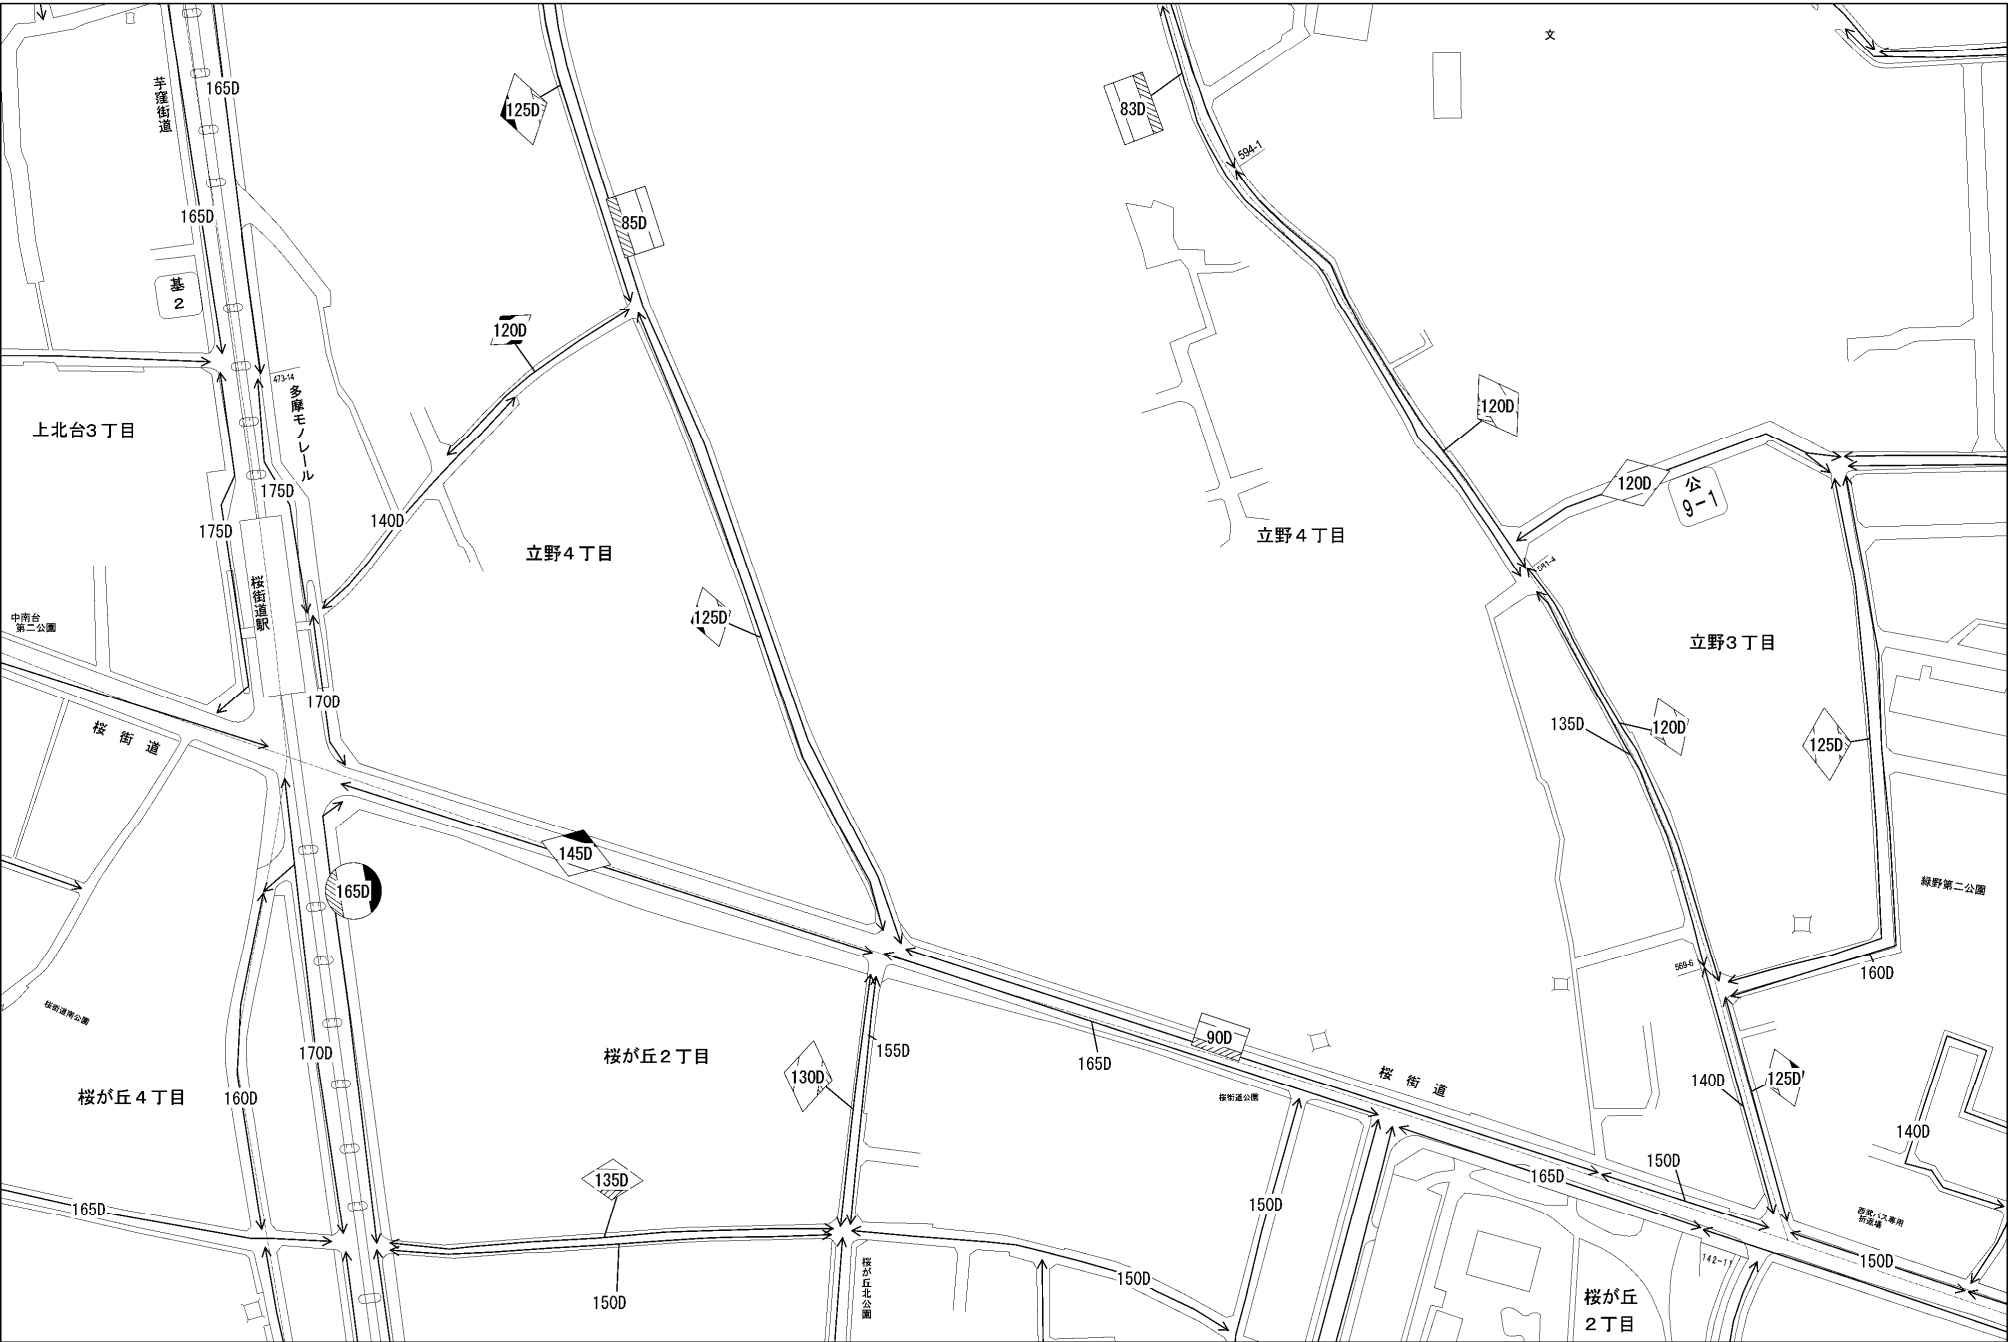 文
芋窪街道
165D
125D
83D
594-1
165D
85D
基
2
120D
473-14
多摩モノレール
上北台3丁目
120D
175D
120D
公
9-1
140D
175D
立野4丁目
立野4丁目
581-4
桜街道駅
中南台
第二公園
125D
立野3丁目
170D
135D
120D
125D
桜街道
145D
165D
緑野第二公園
569-6
160D
桜街道南公園
90D
170D
桜が丘2丁目
155D
165D
130D
桜街道
140D
125D
桜が丘4丁目
160D
桜街道公園
140D
150D
135D
165D
165D
150D
西武バス専用
折返場
142-11
150D
150D
150D
桜が丘北公園
桜が丘
2丁目